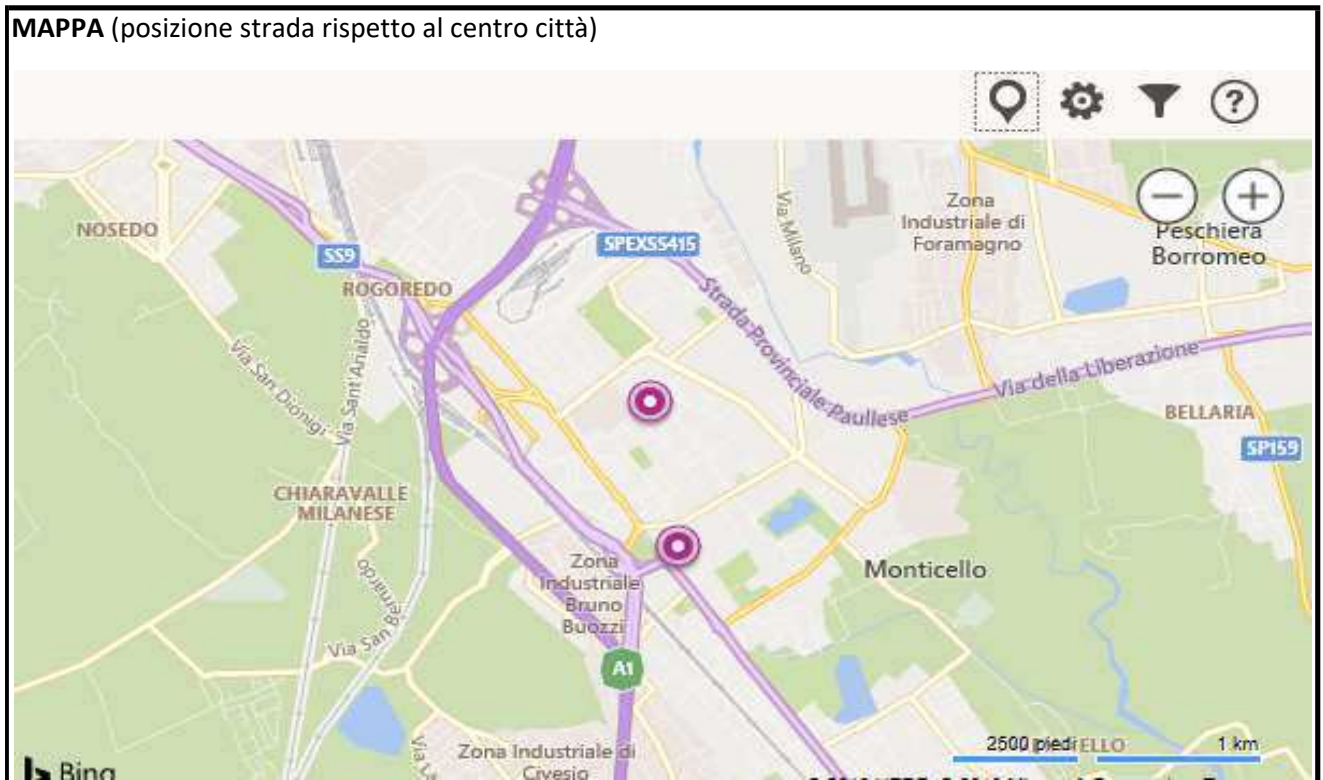 MAPPA (posizione strada rispetto al centro città)
?
NOSEDO
SS9
SPEXSS415
Via Milano
Zona
Industriale di
Foramagno
Peschiera
Borromeo
ROGOREDO
Via San Dionigi
Via Sant'Arialdo
Strada Provinciale Paullese
Via della Liberazione
BELLARIA
SP159
CHIARAVALLE
MILANESE
Zona
Industriale
Bruno
Buozzi
Monticello
Via San Bernardo
A1
Zona Industriale di
Civesio
2500 piedi
ELLO
1 km
Bing